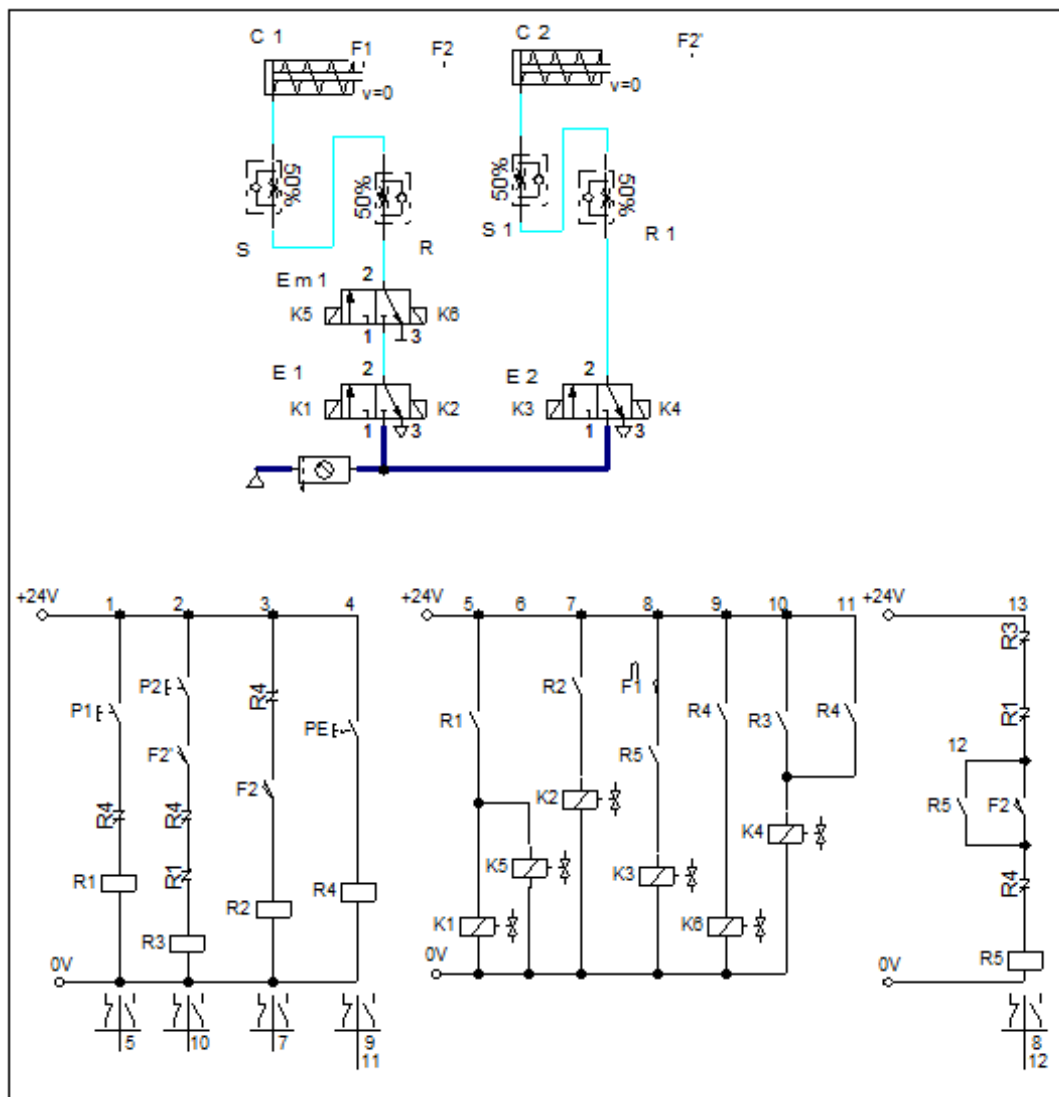 C 1
F1
F2
C 2
F2'
v=0
v=0
50%
50%
50%
50%
S
R
S 1
R 1
E m 1
2
K5
K6
1
3
E 1
2
E 2
2
K1
K2
K3
K4
1
3
1
3
+24V
1
2
3
4
+24V
5
6
7
8
9
10
11
+24V
13
R3
P1
P2
R4
PE
R1
R2
F1
R4
R3
R4
R1
F2'
F2
R5
12
R5
F2
R4
R4
K2
K4
R1
R1
R4
K5
K3
R4
R3
R2
K1
K6
R5
0V
0V
0V
5
10
7
9
11
8
12